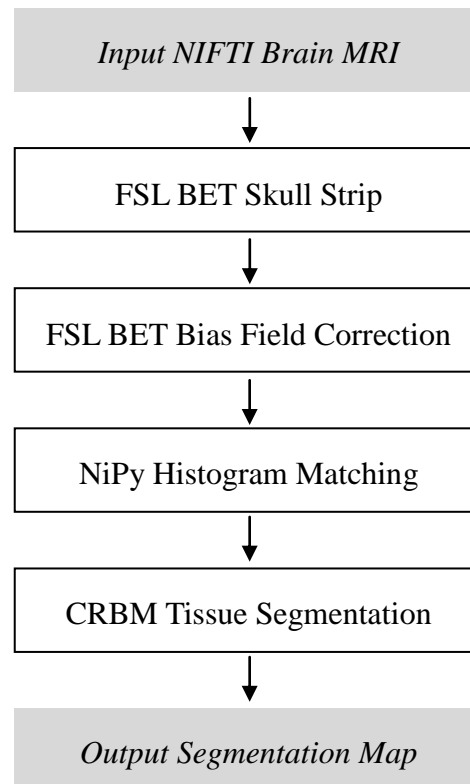 Input NIFTI Brain MRI
FSL BET Skull Strip
FSL BET Bias Field Correction
NiPy Histogram Matching
CRBM Tissue Segmentation
Output Segmentation Map